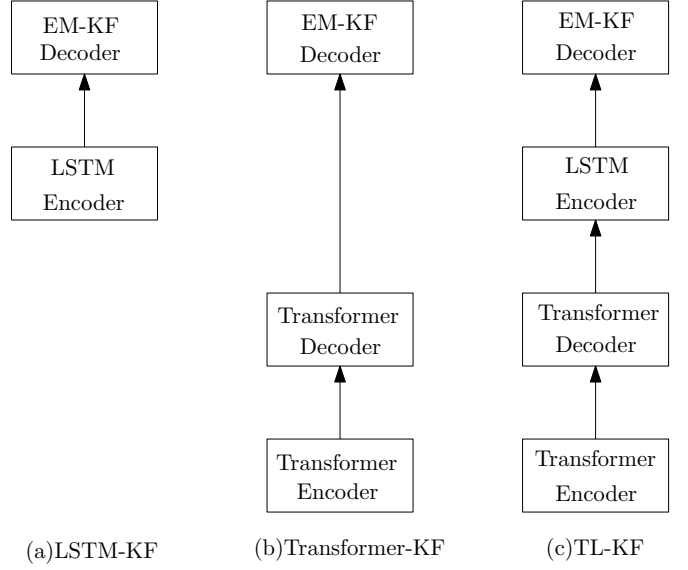 EM-KF
Decoder
LSTM
Encoder
(a)LSTM-KF
EM-KF
Decoder
Transformer
Decoder
Transformer
Encoder
(b)Transformer-KF
EM-KF
Decoder
LSTM
Encoder
Transformer
Decoder
Transformer
Encoder
(c)TL-KF